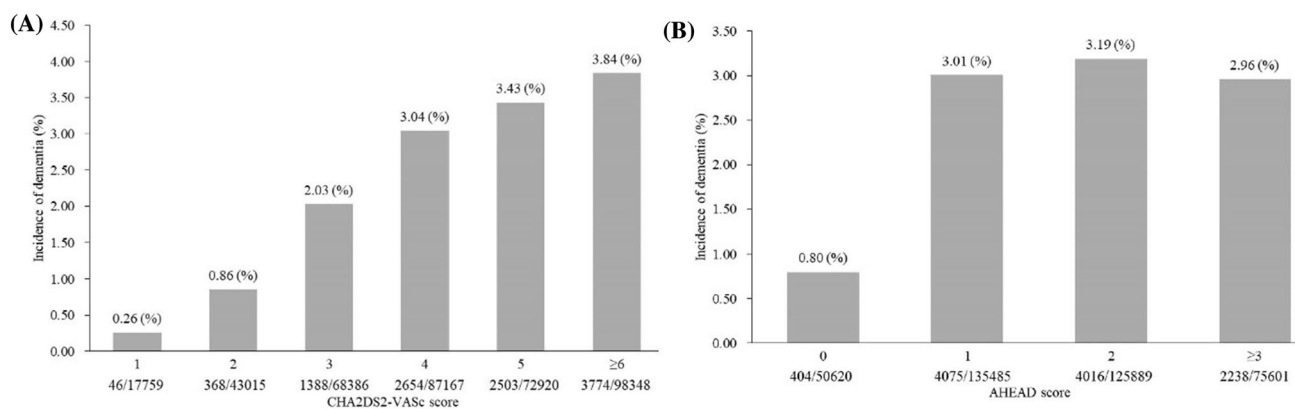 (A)
4.50
4.00
3.50
3.00
2.50
2.00
1.50
1.00
0.50
0.00
Incidence of dementia (%)
0.26 (%)
0.86 (%)
2.03 (%)
3.04 (%)
3.43 (%)
3.84 (%)
1 2 3 4 5 ≥6
46/17759 368/43015 1388/68386 2654/87167 2503/72920 3774/98348
CHA2DS2-VASc score
(B)
3.50
3.00
2.50
2.00
1.50
1.00
0.50
0.00
Incidence of dementia (%)
0.80 (%)
3.01 (%)
3.19 (%)
2.96 (%)
0 1 2 ≥3
404/50620 4075/135485 4016/125889 2238/75601
AHEAD score